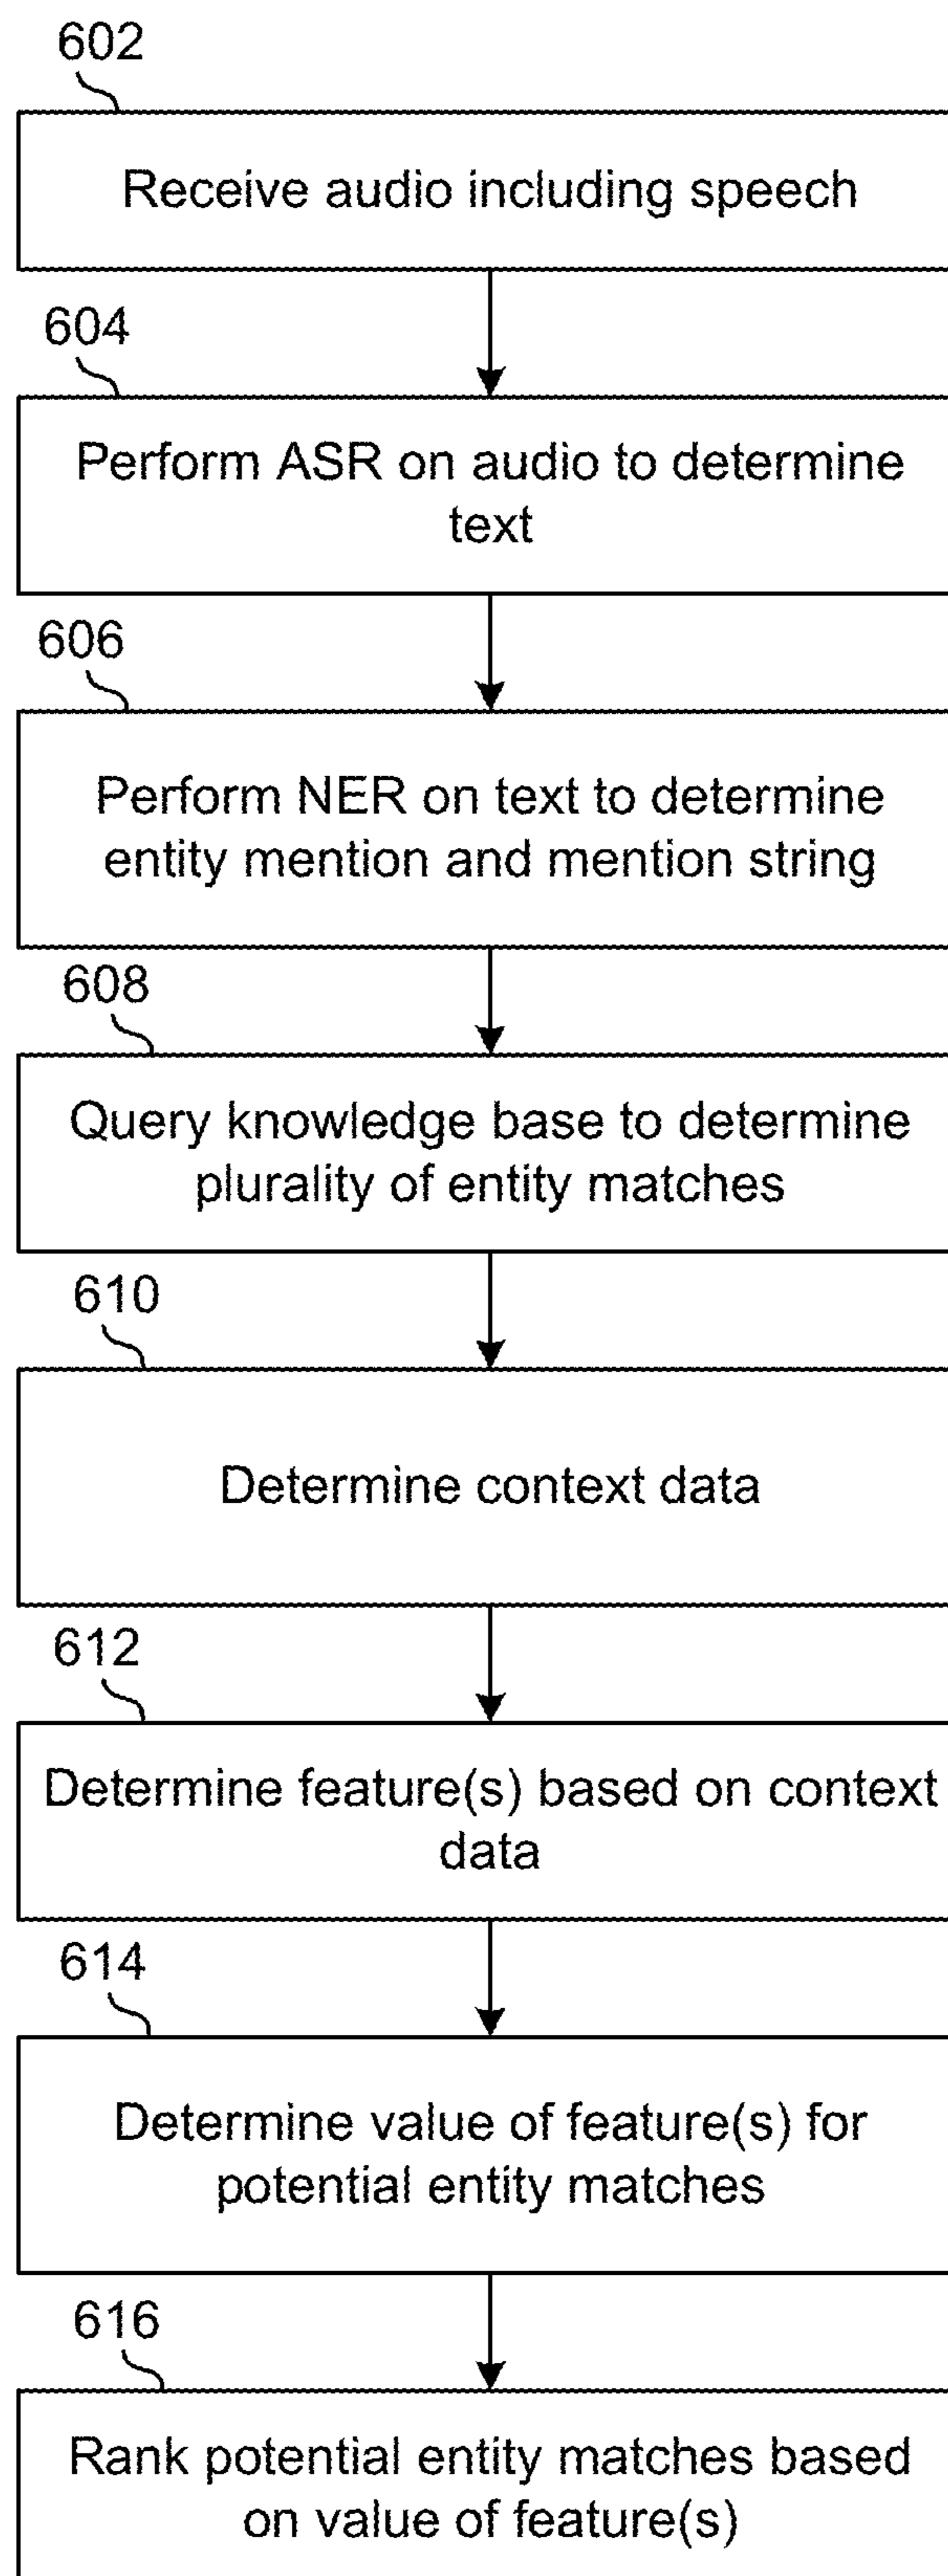 602
Receive audio including speech
604
Perform ASR on audio to determine
text
606
Perform NER on text to determine
entity mention and mention string
608
Query knowledge base to determine
plurality of entity matches
610
Determine context data
612
Determine feature(s) based on context
data
614
Determine value of feature(s) for
potential entity matches
616
Rank potential entity matches based
on value of feature(s)